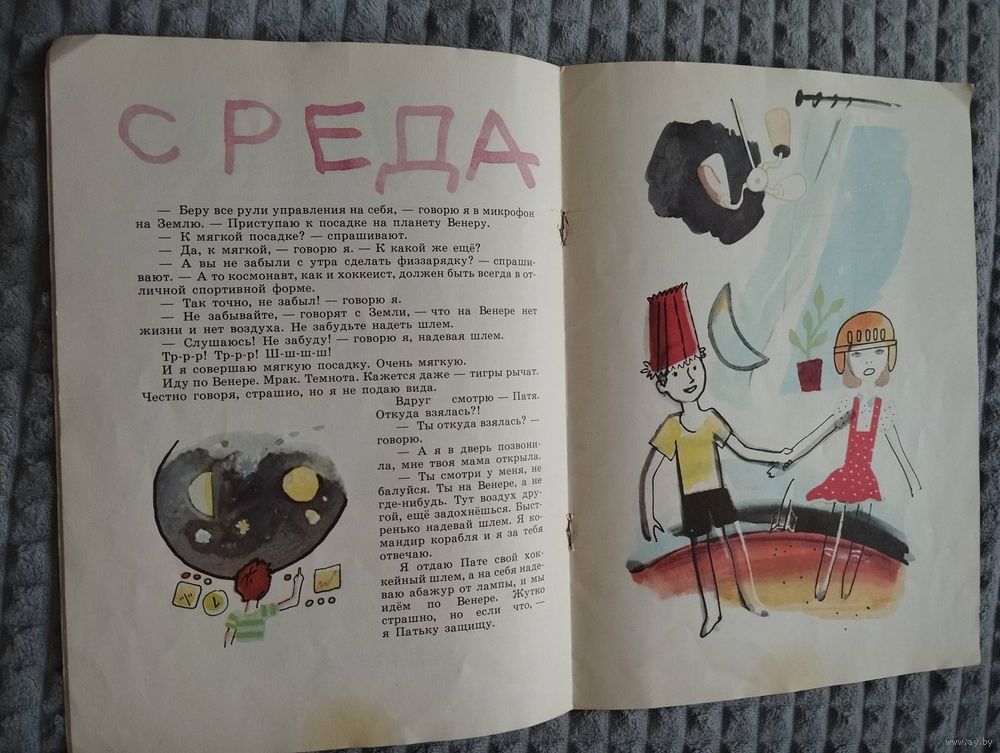 СРЕДА
— Беру все рули управления на себя, — говорю я в микрофон
на Землю. — Приступаю к посадке на планету Венеру.
— К мягкой посадке? — спрашивают.
— Да, к мягкой, — говорю я. — К какой же ещё?
— А вы не забыли с утра сделать физзарядку? — спраши-
вают. — А то космонавт, как и хоккеист, должен быть всегда в от-
личной спортивной форме.
— Так точно, не забыл! — говорю я.
— Не забывайте, — говорят с Земли, — что на Венере нет
жизни и нет воздуха. Не забудьте надеть шлем.
— Слушаюсь! Не забуду! — говорю я, надевая шлем.
Тр-р-р! Тр-р-р! Ш-ш-ш-ш!
И я совершаю мягкую посадку. Очень мягкую.
Иду по Венере. Мрак. Темнота. Кажется даже — тигры рычат.
Честно говоря, страшно, но я не подаю вида.
Вдруг смотрю — Патя.
Откуда взялась?!
— Ты откуда взялась? —
говорю.
— А я в дверь позвони-
ла, мне твоя мама открыла.
— Ты смотри у меня, не
балуйся. Ты на Венере, а не
где-нибудь. Тут воздух дру-
гой, ещё задохнёшься. Быст-
ренько надевай шлем. Я ко-
мандир корабля и я за тебя
отвечаю.
Я отдаю Пате свой хок-
кейный шлем, а на себя наде-
ваю абажур от лампы, и мы
идём по Венере. Жутко
страшно, но если что, —
я Патьку защищу.
www.ay.by